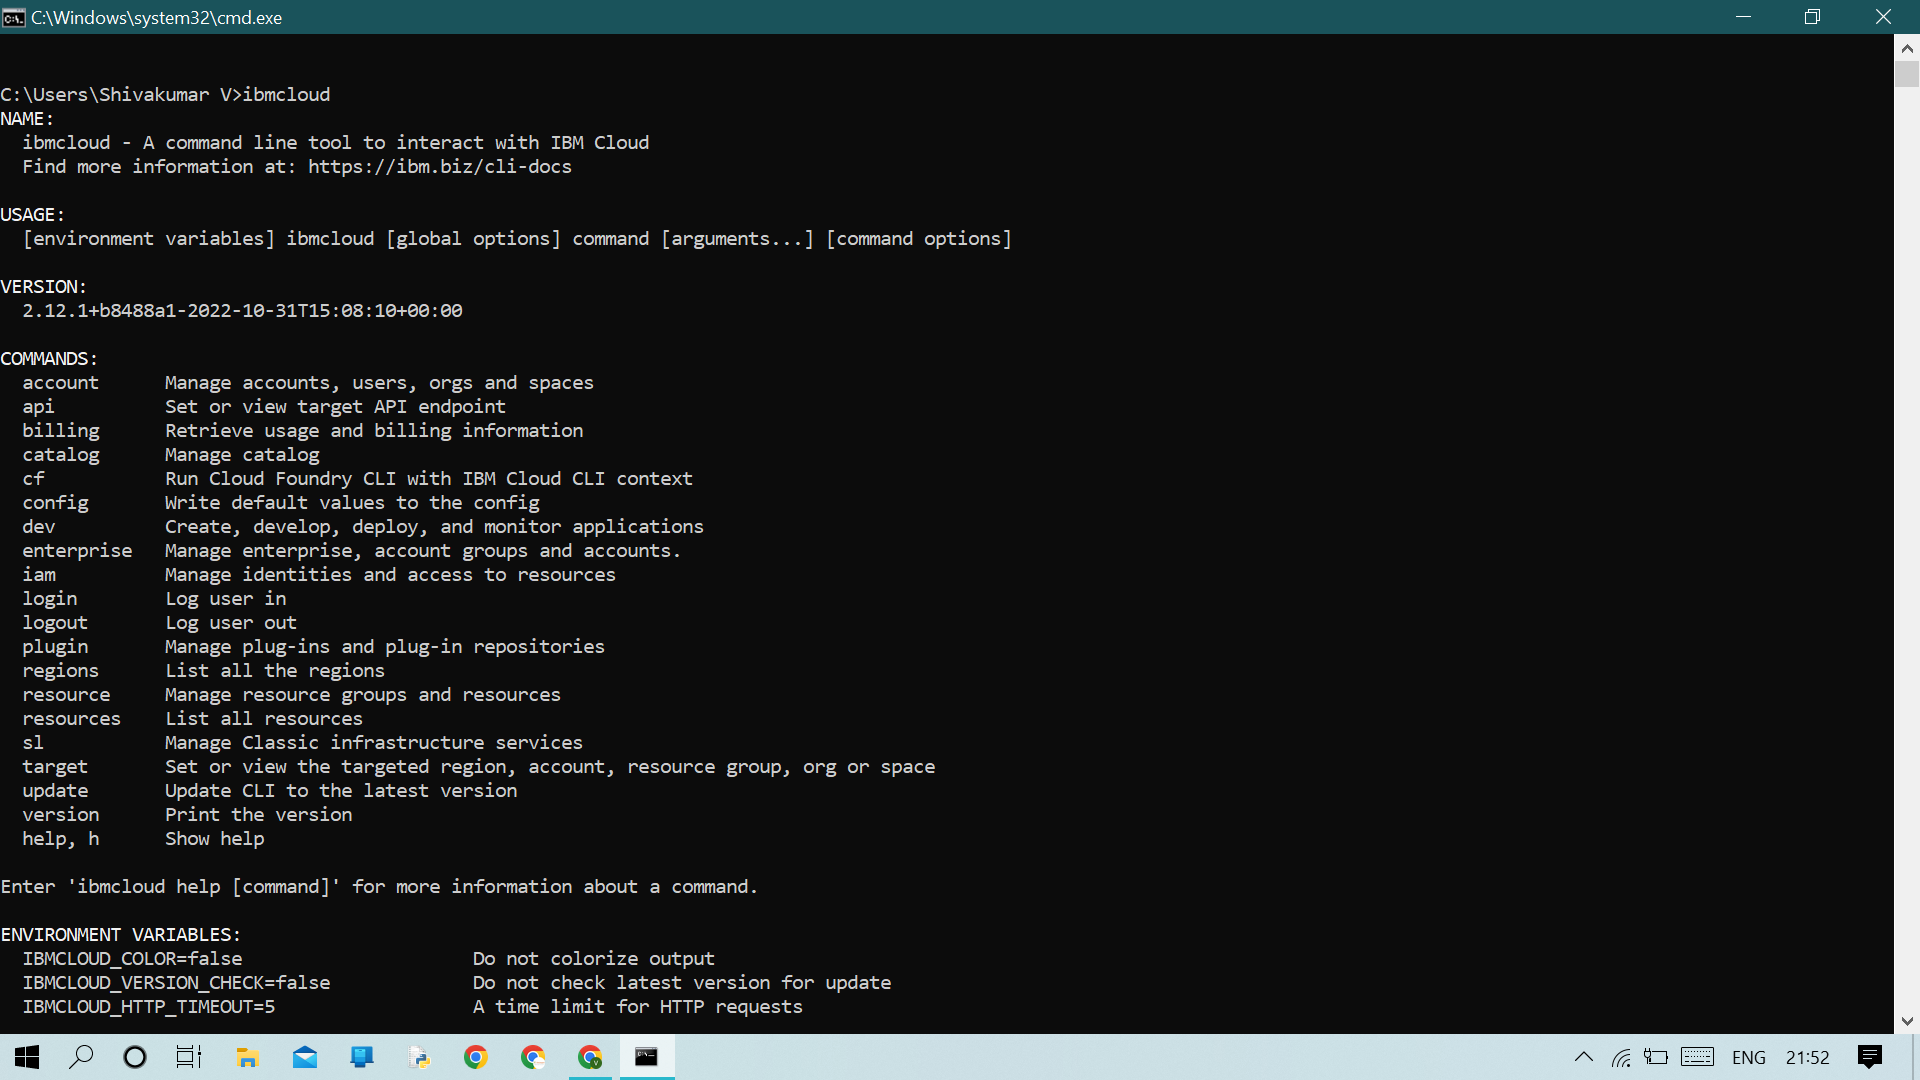 C:\Windows\system32\cmd.exe
C:\Users\Shivakumar V>ibmcloud
NAME:
  ibmcloud - A command line tool to interact with IBM Cloud
  Find more information at: https://ibm.biz/cli-docs
USAGE:
  [environment variables] ibmcloud [global options] command [arguments...] [command options]
VERSION:
  2.12.1+b8488a1-2022-10-31T15:08:10+00:00
COMMANDS:
  account      Manage accounts, users, orgs and spaces
  api          Set or view target API endpoint
  billing      Retrieve usage and billing information
  catalog      Manage catalog
  cf           Run Cloud Foundry CLI with IBM Cloud CLI context
  config       Write default values to the config
  dev          Create, develop, deploy, and monitor applications
  enterprise   Manage enterprise, account groups and accounts.
  iam          Manage identities and access to resources
  login        Log user in
  logout       Log user out
  plugin       Manage plug-ins and plug-in repositories
  regions      List all the regions
  resource     Manage resource groups and resources
  resources    List all resources
  sl           Manage Classic infrastructure services
  target       Set or view the targeted region, account, resource group, org or space
  update       Update CLI to the latest version
  version      Print the version
  help, h      Show help
Enter 'ibmcloud help [command]' for more information about a command.
ENVIRONMENT VARIABLES:
  IBMCLOUD_COLOR=false                     Do not colorize output
  IBMCLOUD_VERSION_CHECK=false             Do not check latest version for update
  IBMCLOUD_HTTP_TIMEOUT=5                  A time limit for HTTP requests
ENG 21:52